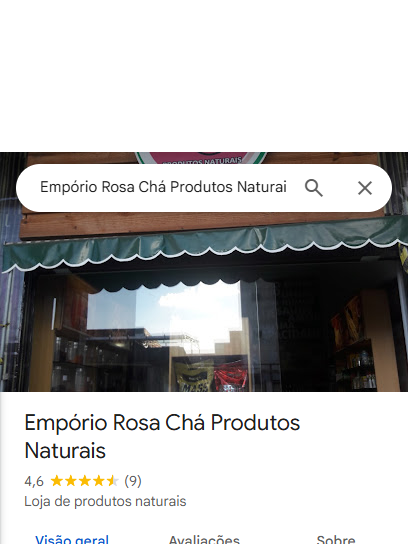 PRODUTOS NATURAIS
Empório Rosa Chá Produtos Naturai
Empório Rosa Chá Produtos
Naturais
4,6 (9)
Loja de produtos naturais
Visão geral Avaliações Sobre